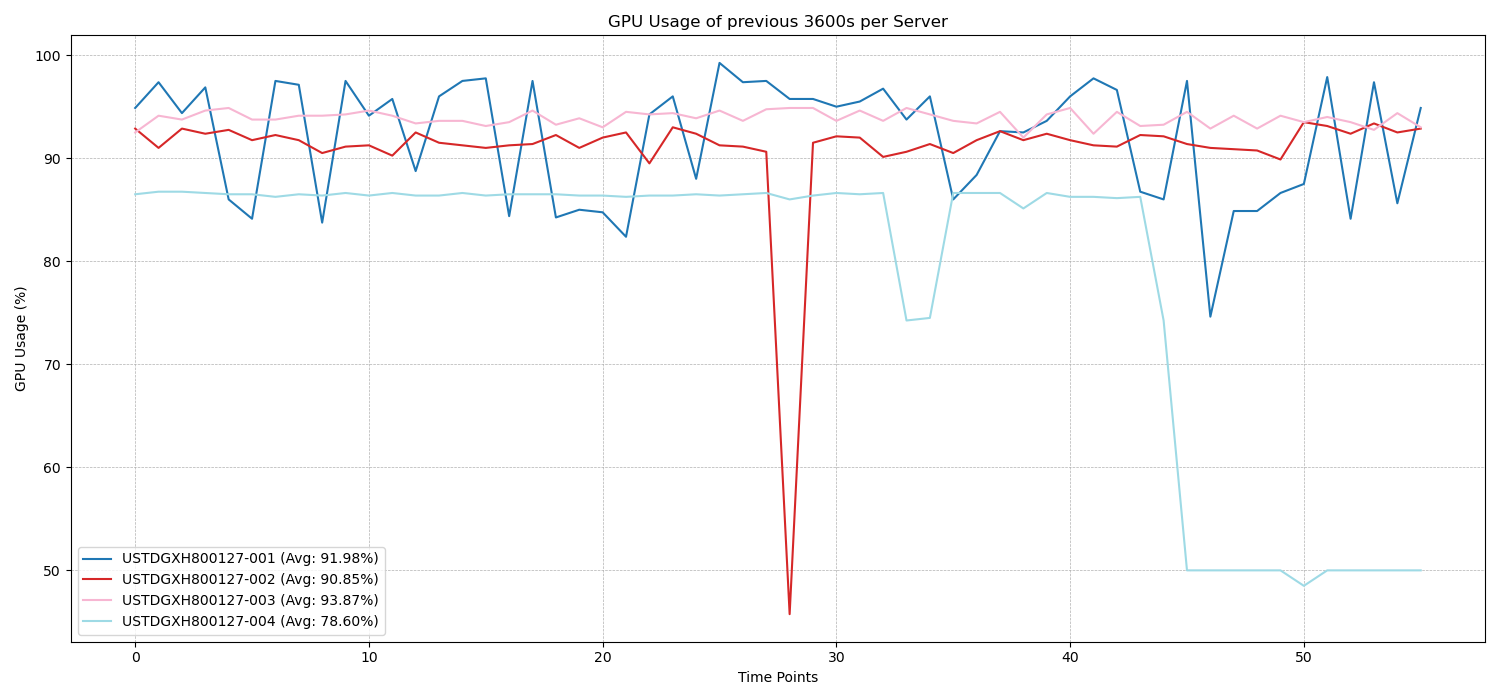 GPU Usage of previous 3600s per Server
GPU Usage (%)
100
90
80
70
60
50
USTDGXH800127-001 (Avg: 91.98%)
USTDGXH800127-002 (Avg: 90.85%)
USTDGXH800127-003 (Avg: 93.87%)
USTDGXH800127-004 (Avg: 78.60%)
0 10 20 30 40 50
Time Points